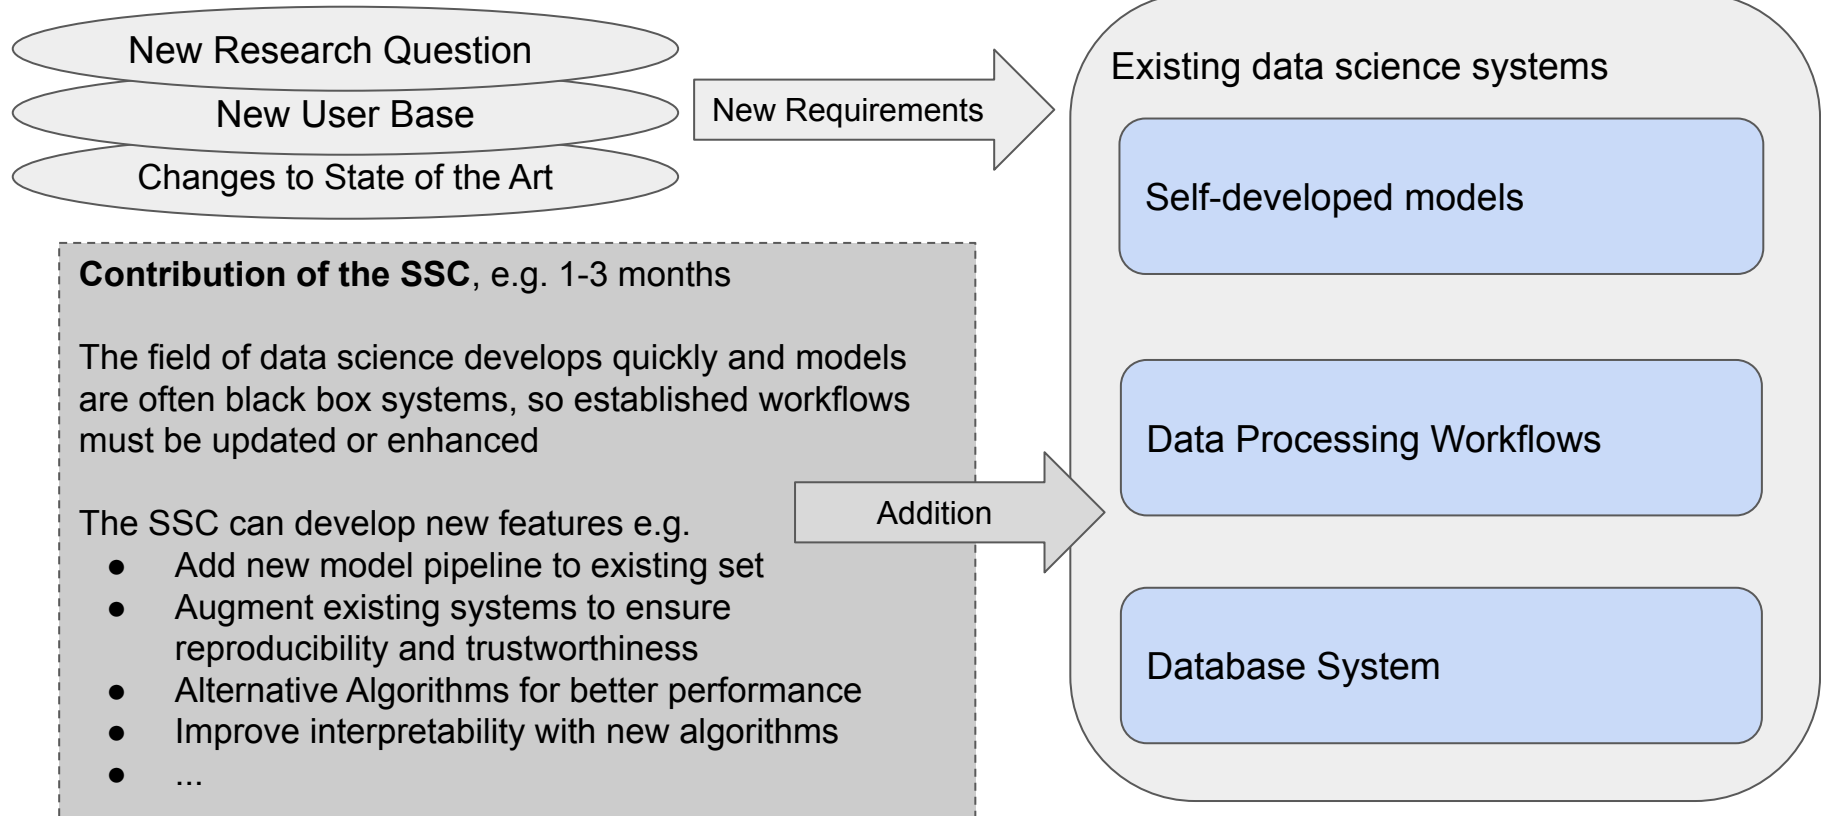 New Research Question
New User Base
Changes to State of the Art
New Requirements
Existing data science systems
Self-developed models
Data Processing Workflows
Database System
Contribution of the SSC, e.g. 1-3 months
The field of data science develops quickly and models
are often black box systems, so established workflows
must be updated or enhanced
The SSC can develop new features e.g.
● Add new model pipeline to existing set
● Augment existing systems to ensure
reproducibility and trustworthiness
● Alternative Algorithms for better performance
● Improve interpretability with new algorithms
● ...
Addition